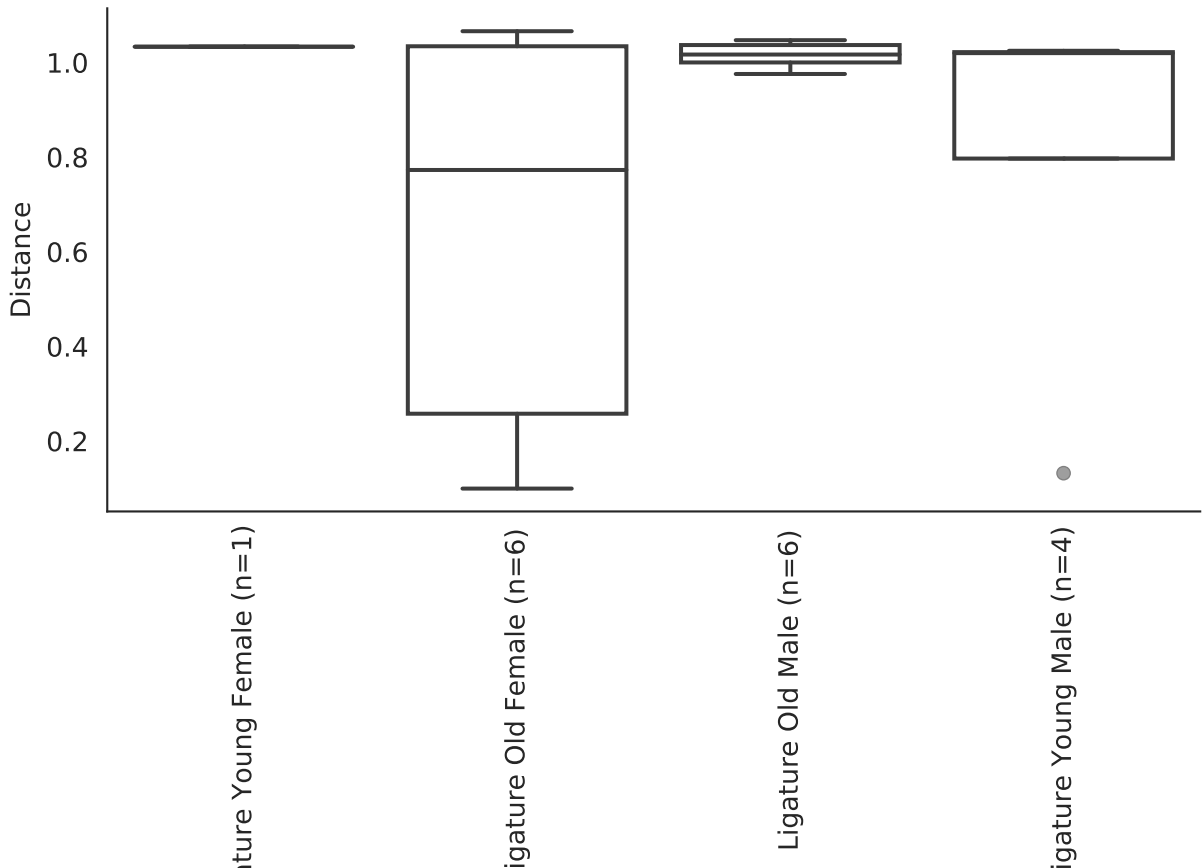 1.0
0.8
0.6
0.4
0.2
Distance
ature Young Female (n=1)
igature Old Female (n=6)
Ligature Old Male (n=6)
igature Young Male (n=4)